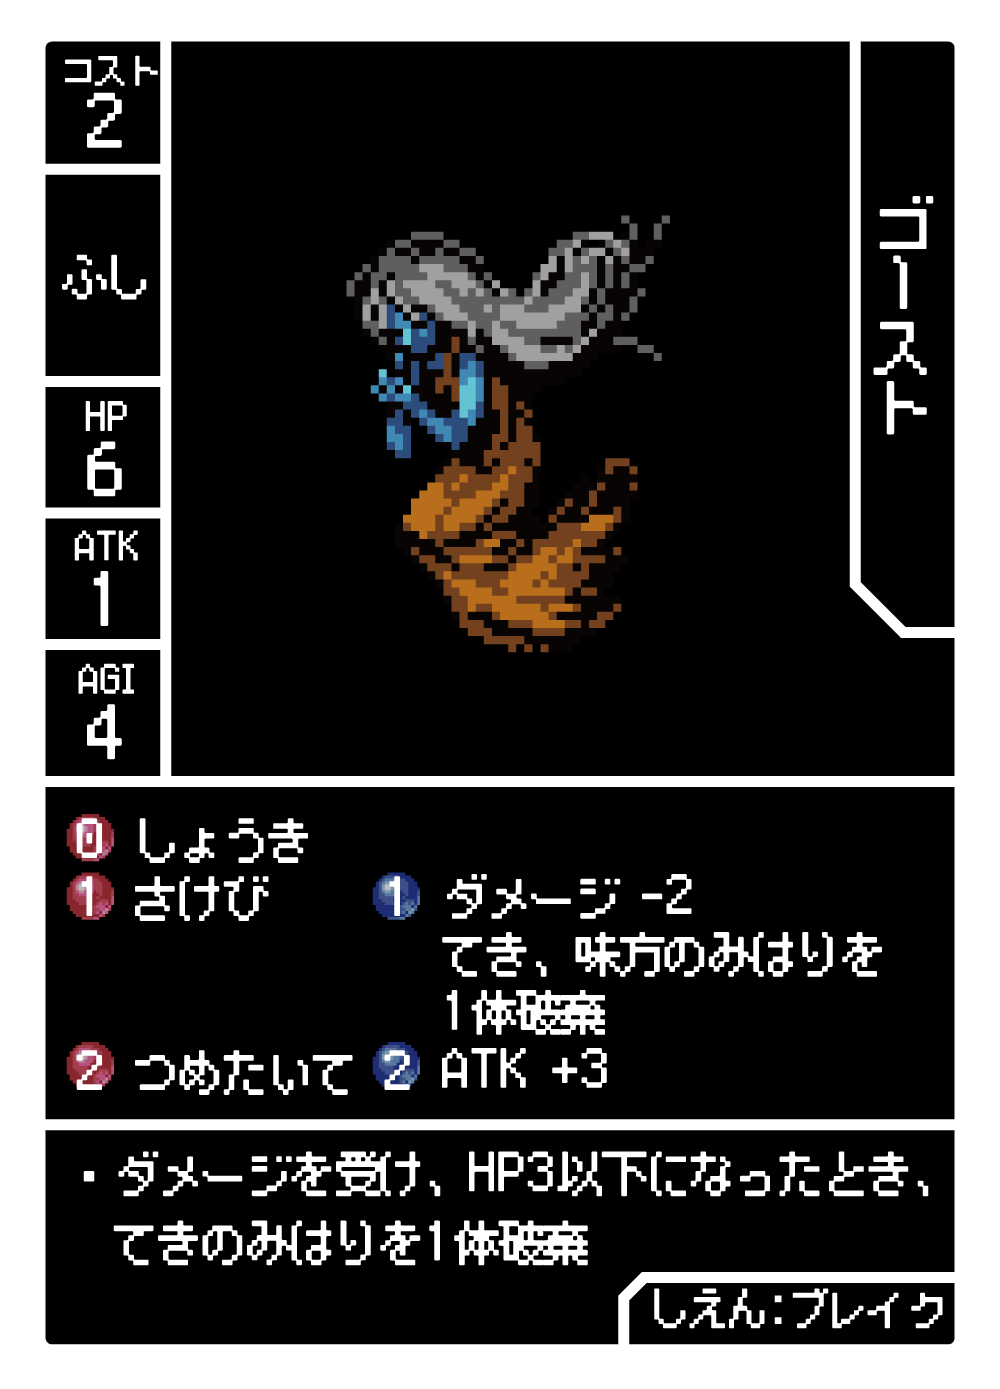 コスト
2
ふし
HP
6
ATK
1
AGI
4
ゴースト
0 しょうき
1 さけび 1 ダメージ -2
てき、味方のみはりを
1体破棄
2 つめたいて 2 ATK +3
・ダメージを受け、HP3以下になったとき、
てきのみはりを1体破棄
しえん:ブレイク